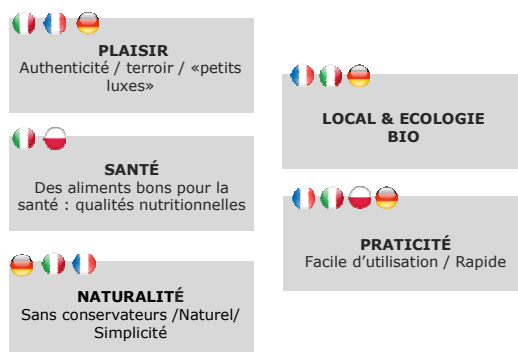 PLAISIR
Authenticité / terroir / «petits
luxes»
SANTÉ
Des aliments bons pour la
santé : qualités nutritionnelles
NATURALITÉ
Sans conservateurs /Naturel/
Simplicité
LOCAL & ECOLOGIE
BIO
PRATICITÉ
Facile d’utilisation / Rapide